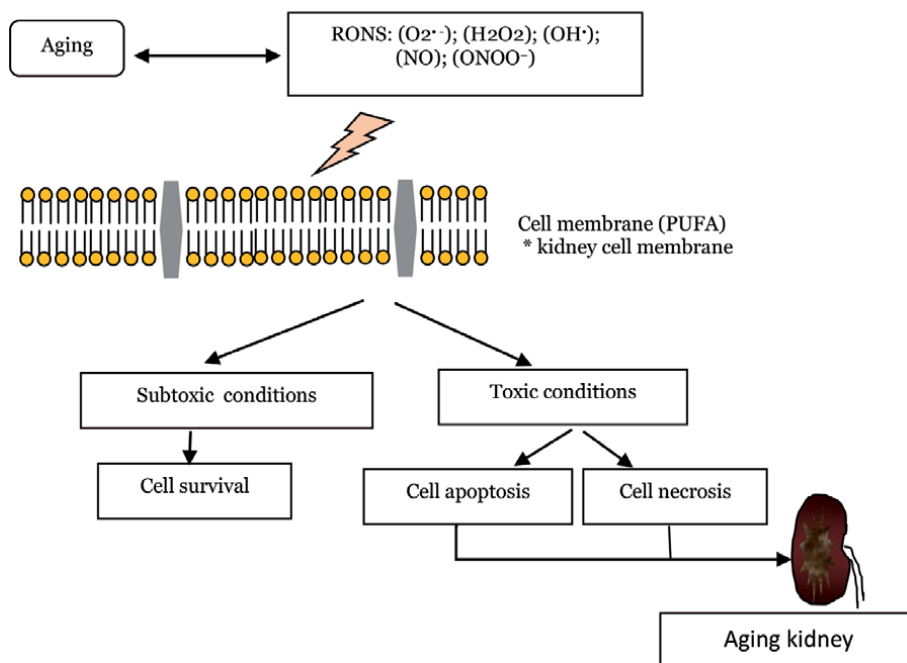 Aging
RONS: (O2•-); (H2O2); (OH•);
(NO); (ONOO⁻)
Cell membrane (PUFA)
* kidney cell membrane
Subtoxic conditions
Toxic conditions
Cell survival
Cell apoptosis
Cell necrosis
Aging kidney